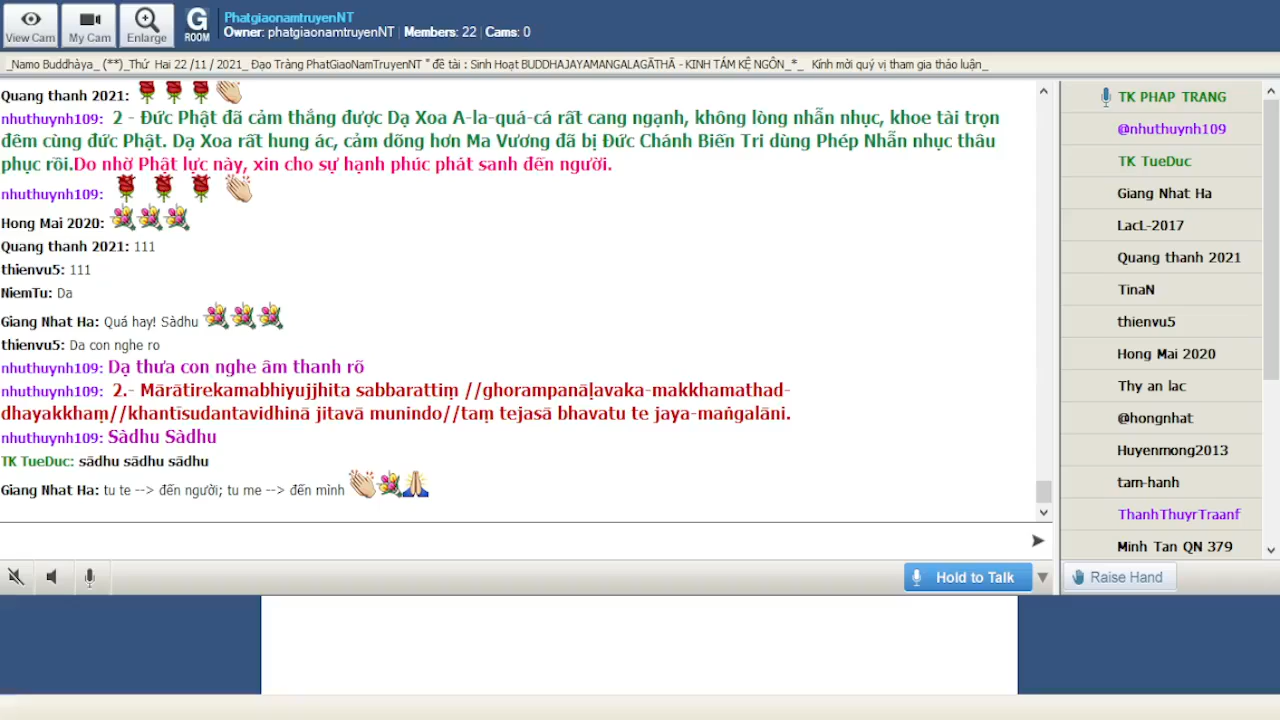 PhatgiaonamtruyenNT
Owner: phatgiaonamtruyenNT | Members: 22 | Cams: 0
View Cam
My Cam
Enlarge
G
ROOM
_Namo Buddhàya_ (**)_Thứ Hai 22 /11 / 2021_ Đạo Tràng PhatGiaoNamTruyenNT " đề tài : Sinh Hoạt BUDDHAJAYAMANGALAGĀTHĀ - KINH TÁM KỆ NGÔN_*_ Kính mời quý vị tham gia thảo luận_
Quang thanh 2021:
nhuthuynh109: 2 - Đức Phật đã cảm thắng được Dạ Xoa A-la-quá-cá rất cang ngạnh, không lòng nhẫn nhục, khoe tài trọn
đêm cùng đức Phật. Dạ Xoa rất hung ác, cảm dõng hơn Ma Vương đã bị Đức Chánh Biến Tri dùng Phép Nhẫn nhục thâu
phục rồi.Do nhờ Phật lực này, xin cho sự hạnh phúc phát sanh đến người.
nhuthuynh109:
Hong Mai 2020:
Quang thanh 2021: 111
thienvu5: 111
NiemTu: Da
Giang Nhat Ha: Quá hay! Sàdhu
thienvu5: Da con nghe ro
nhuthuynh109: Dạ thưa con nghe âm thanh rõ
nhuthuynh109: 2.- Mārātirekamabhiyujjhita sabbarattiṃ //ghorampanāḷavaka-makkhamathad-
dhayakkhaṃ//khantīsudantavidhinā jitavā munindo//taṃ tejasā bhavatu te jaya-maṅgalāni.
nhuthuynh109: Sàdhu Sàdhu
TK TueDuc: sādhu sādhu sādhu
Giang Nhat Ha: tu te --> đến người; tu me --> đến mình
TK PHAP TRANG
@nhuthuynh109
TK TueDuc
Giang Nhat Ha
LacL-2017
Quang thanh 2021
TinaN
thienvu5
Hong Mai 2020
Thy an lac
@hongnhat
Huyenmong2013
tam-hanh
ThanhThuyrTraanf
Minh Tan QN 379
Hold to Talk
Raise Hand